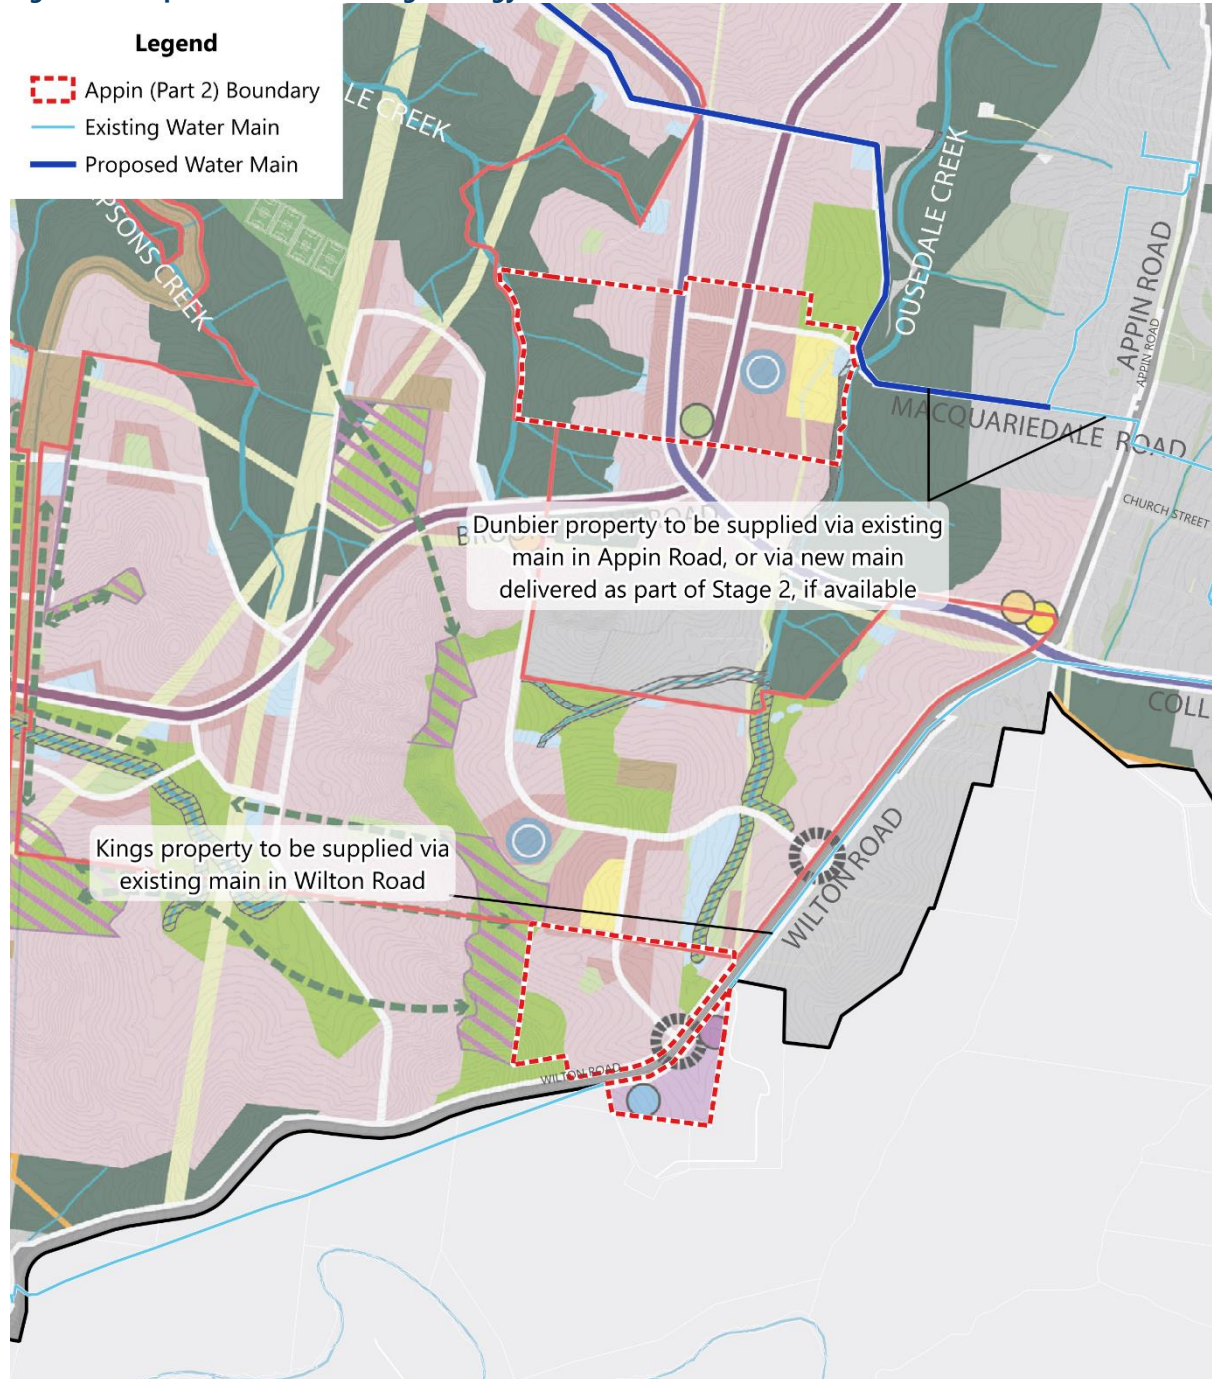 Legend
Appin (Part 2) Boundary
Existing Water Main
Proposed Water Main
LE CREEK
PSONS CREEK
OUSEDALE CREEK
APPIN ROAD
APPIN ROAD
MACQUARIEDALE ROAD
CHURCH STREET
Dunbier property to be supplied via existing
main in Appin Road, or via new main
delivered as part of Stage 2, if available
COLL
WILTON ROAD
Kings property to be supplied via
existing main in Wilton Road
WILTON ROAD